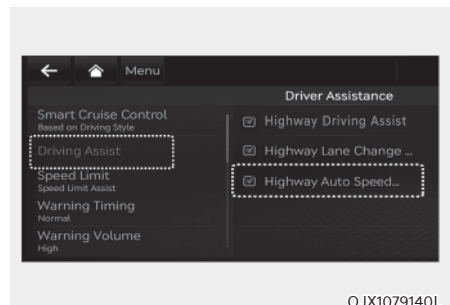 Menu
Driver Assistance
Smart Cruise Control
Based on Driving Style
Driving Assist
Speed Limit
Speed Limit Assist
Warning Timing
Normal
Warning Volume
High
Highway Driving Assist
Highway Lane Change ...
Highway Auto Speed...
OJX1079140L